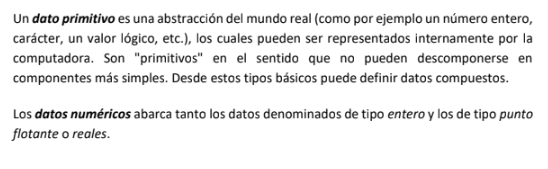 Un dato primitivo es una abstracción del mundo real (como por ejemplo un número entero,
carácter, un valor lógico, etc.), los cuales pueden ser representados internamente por la
computadora. Son "primitivos" en el sentido que no pueden descomponerse en
componentes más simples. Desde estos tipos básicos puede definir datos compuestos.
Los datos numéricos abarca tanto los datos denominados de tipo entero y los de tipo punto
flotante o reales.